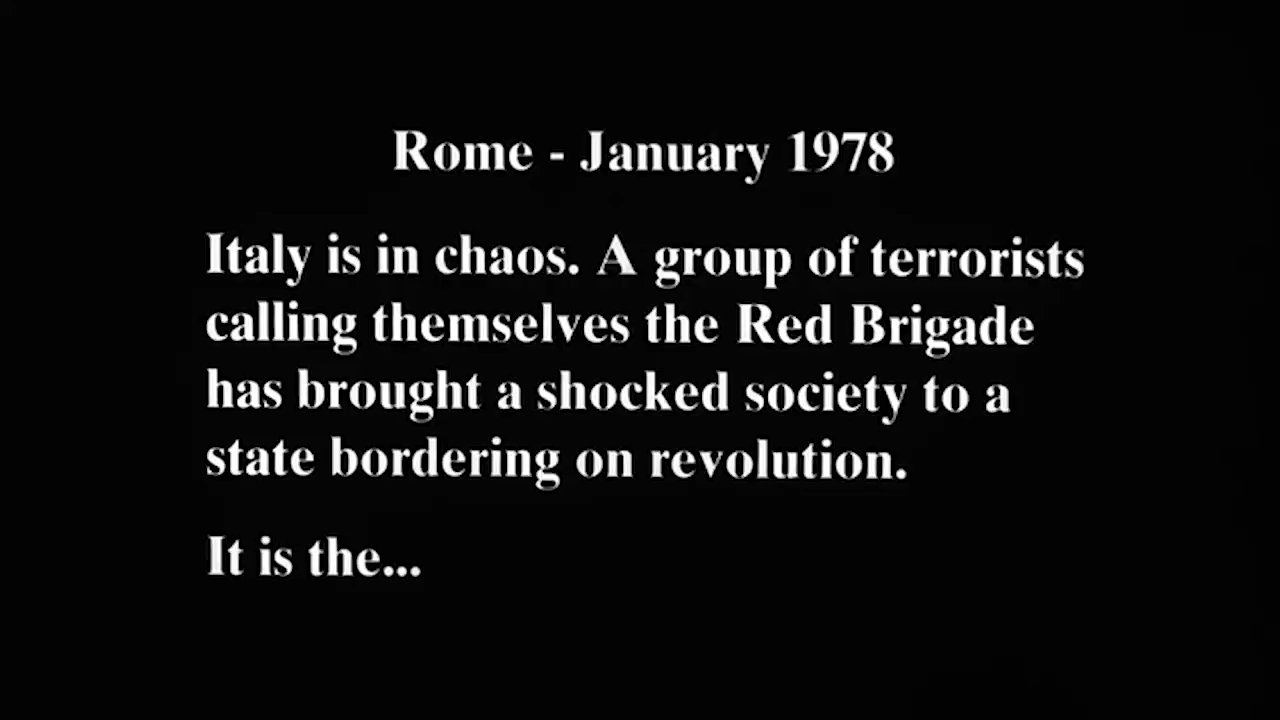 Rome - January 1978
Italy is in chaos. A group of terrorists
calling themselves the Red Brigade
has brought a shocked society to a
state bordering on revolution.
It is the...